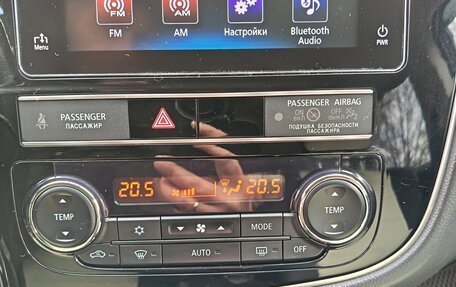 FM
AM
Настройки
Bluetooth
Audio
Menu
PWR
PASSENGER
ПАССАЖИР
PASSENGER AIRBAG
ON
ВКЛ
OFF
ВЫКЛ
2
ПОДУШКА БЕЗОПАСНОСТИ
ПАССАЖИРА
20.5
20.5
TEMP
TEMP
MODE
AUTO
OFF